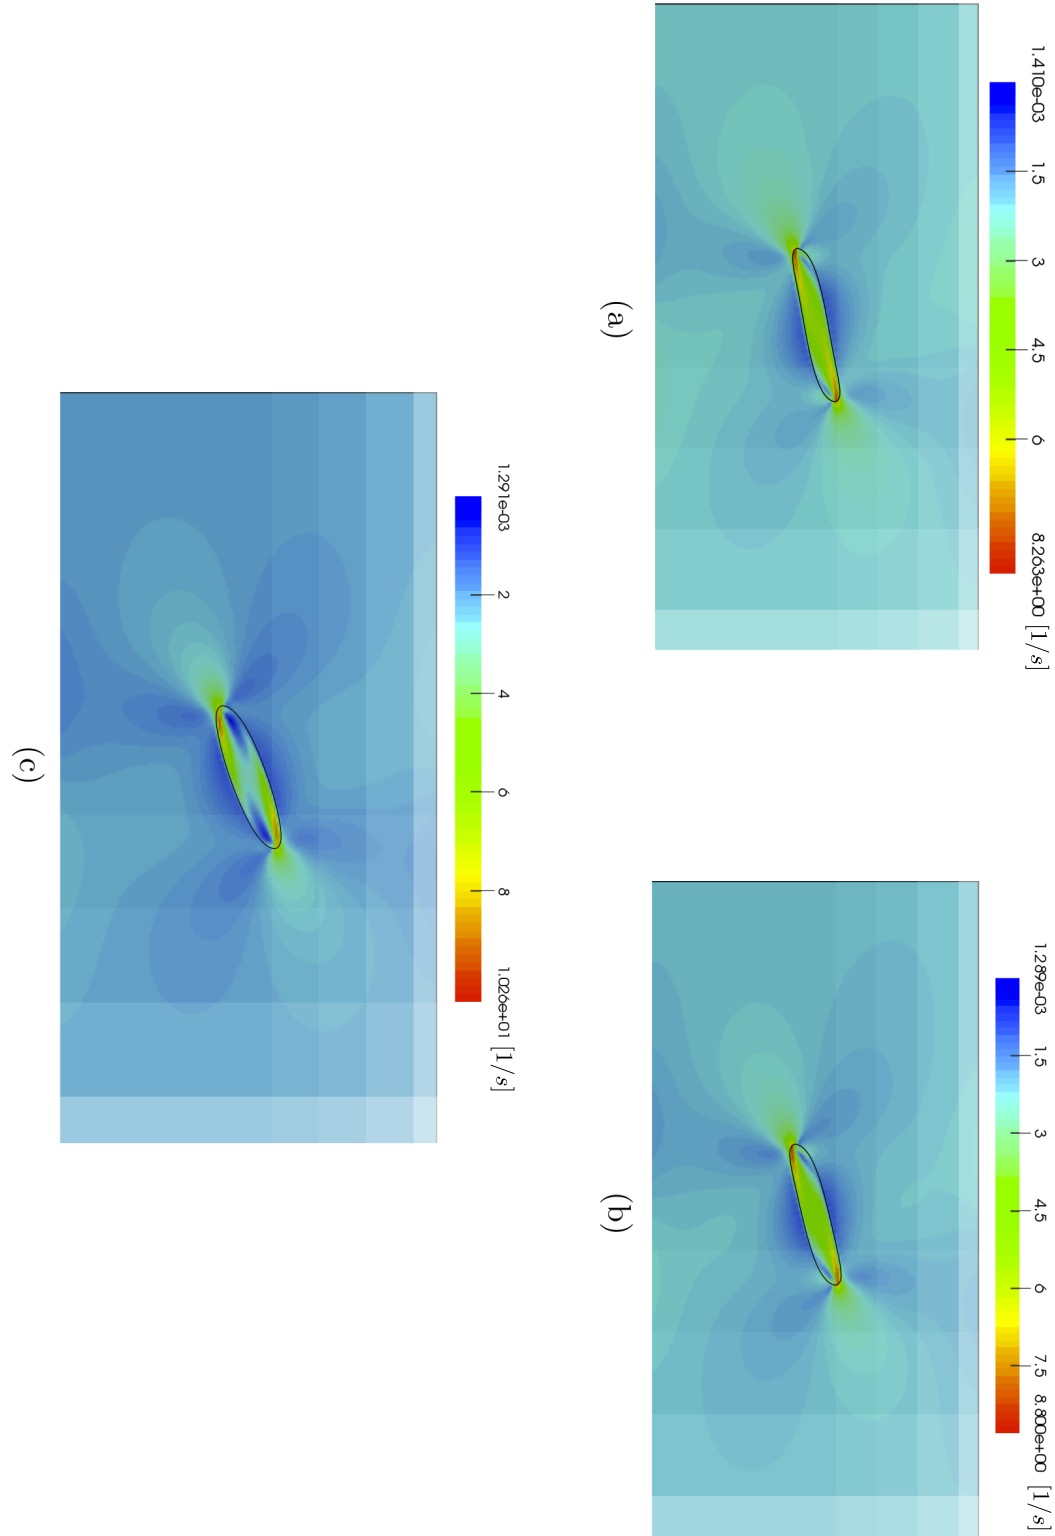 1.410e-03 1.5 3 4.5 6 8.263e+00 [1/s]
(a)
1.289e-03 1.5 3 4.5 6 7.5 8.800e+00 [1/s]
(b)
1.291e-03 2 4 6 8 1.026e+01 [1/s]
(c)